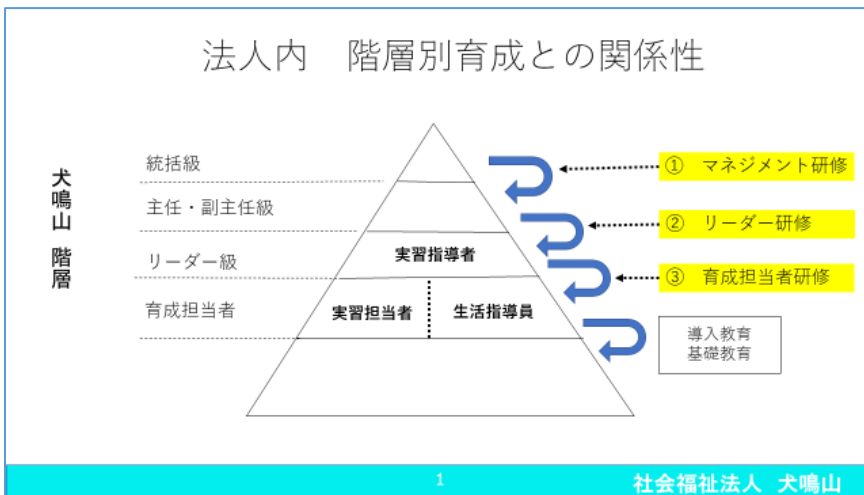 法人内　階層別育成との関係性
犬鳴山　階層
統括級
① マネジメント研修
主任・副主任級
② リーダー研修
実習指導者
リーダー級
③ 育成担当者研修
育成担当者
実習担当者
生活指導員
導入教育
基礎教育
1
社会福祉法人　犬鳴山